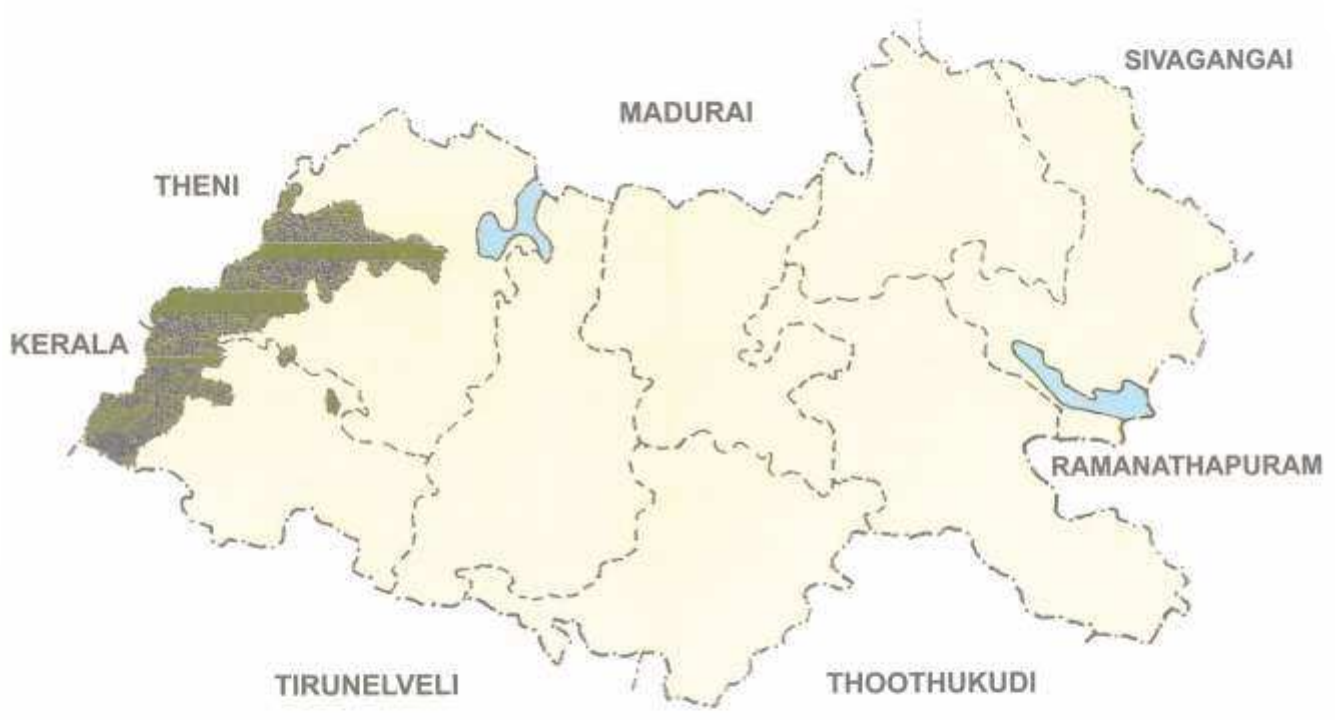 SIVAGANGAI
MADURAI
THENI
KERALA
RAMANATHAPURAM
TIRUNELVELI
THOOTHUKUDI